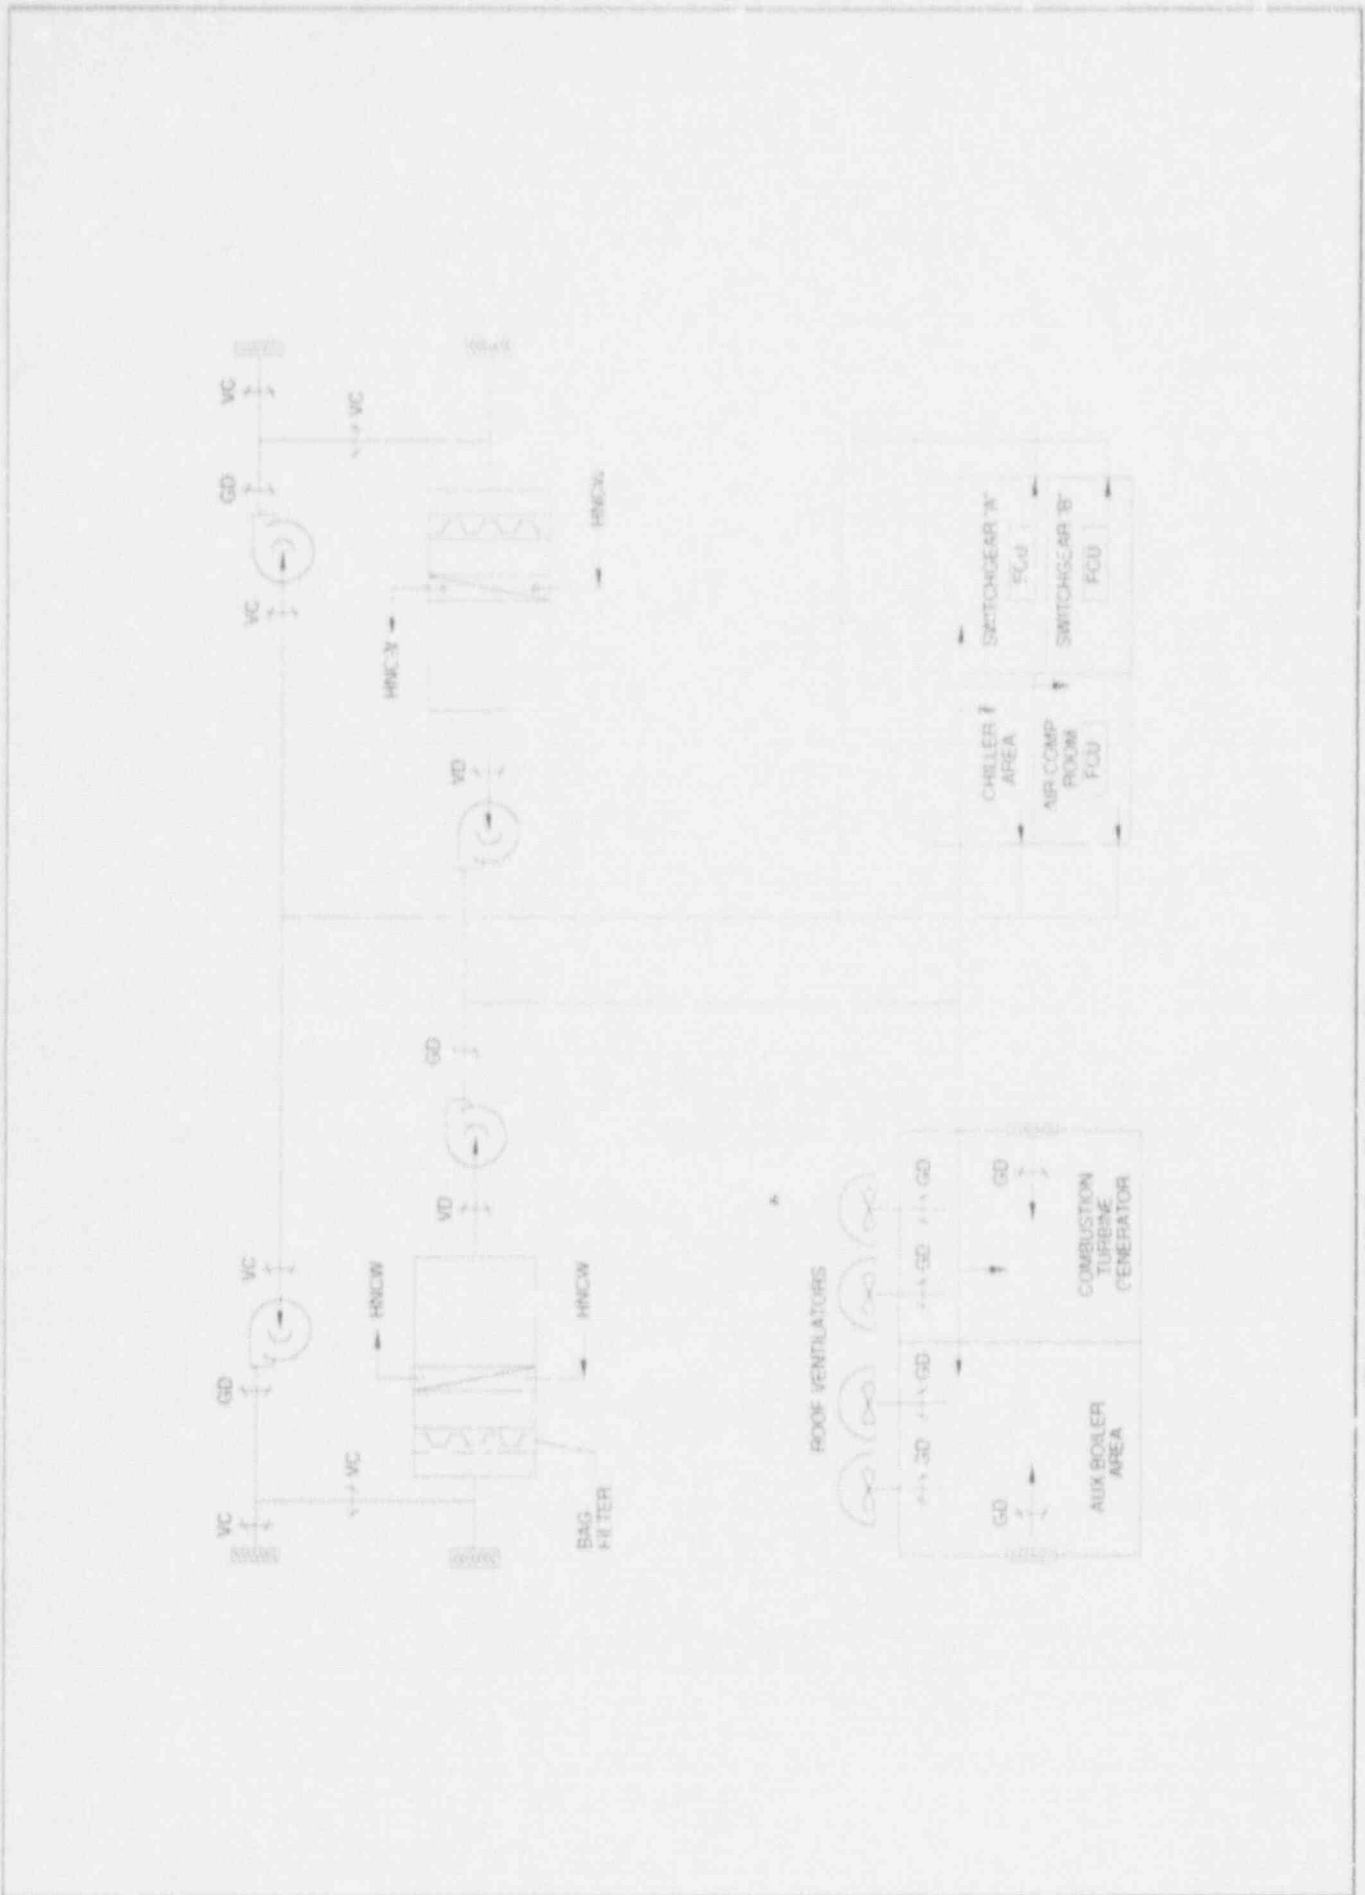 VC
GD
GD
VC
VC
VC
VC
VC
HNCW
HNCW
GD
VD
VD
HNCW
HNCW
BAG
FILTER
ROOF VENTILATORS
GD
GD
GD
GD
GD
GD
AUX BOILER
AREA
COMBUSTION
TURBINE
GENERATOR
CHILLER
AREA
AIR COMP
ROOM
FCU
SWITCHGEAR "A"
FCU
SWITCHGEAR "B"
FCU